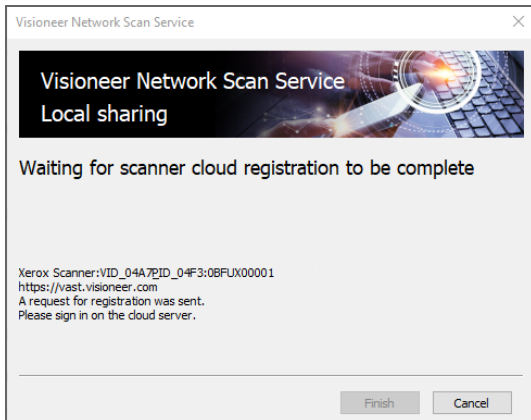 Visioneer Network Scan Service
Visioneer Network Scan Service
Local sharing
Waiting for scanner cloud registration to be complete
Xerox Scanner:VID_04A7PID_04F3:0BFUX00001
https://vast.visioneer.com
A request for registration was sent.
Please sign in on the cloud server.
Finish
Cancel